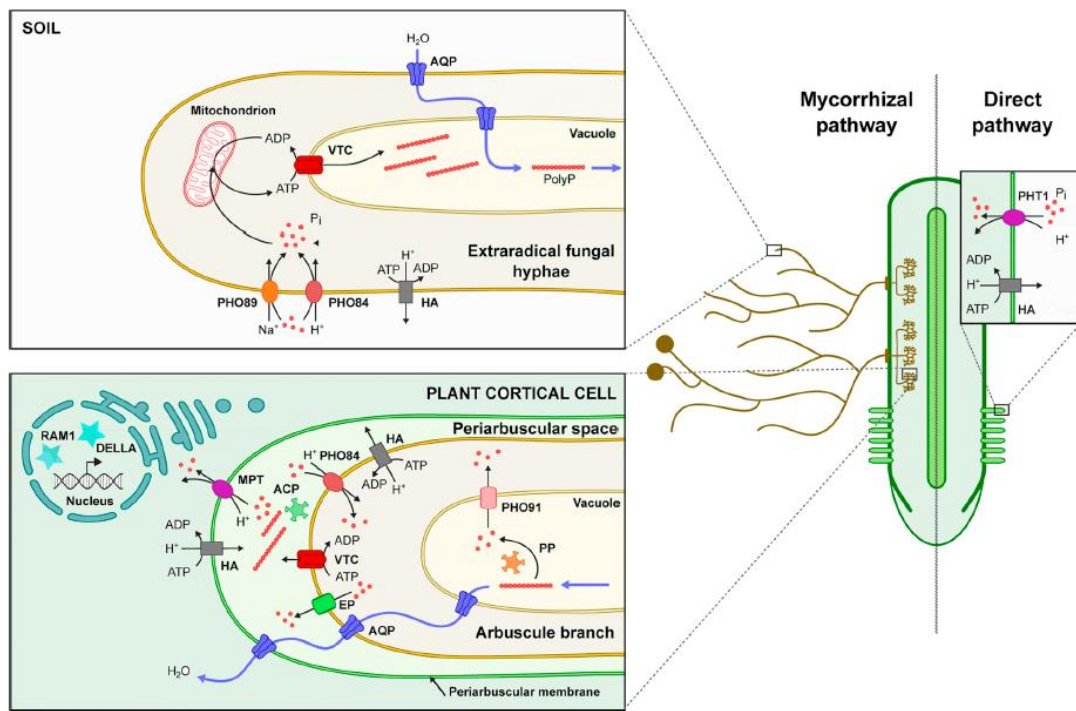 SOIL
H₂O
AQP
Mitochondrion
ADP
VTC
ATP
Vacuole
PolyP
Pi
Extraradical fungal
hyphae
H⁺
ATP
ADP
PHO89
PHO84
HA
Na⁺
H⁺
Mycorrhizal
pathway
Direct
pathway
PHT1
Pi
H⁺
ADP
H⁺
ATP
HA
PLANT CORTICAL CELL
Periarbuscular space
RAM1
DELLA
Nucleus
MPT
H⁺
ACP
H⁺
PHO84
HA
ATP
ADP
H⁺
Vacuole
PHO91
PP
ADP
H⁺
ATP
HA
ADP
VTC
ATP
EP
AQP
Arbuscule branch
H₂O
Periarbuscular membrane